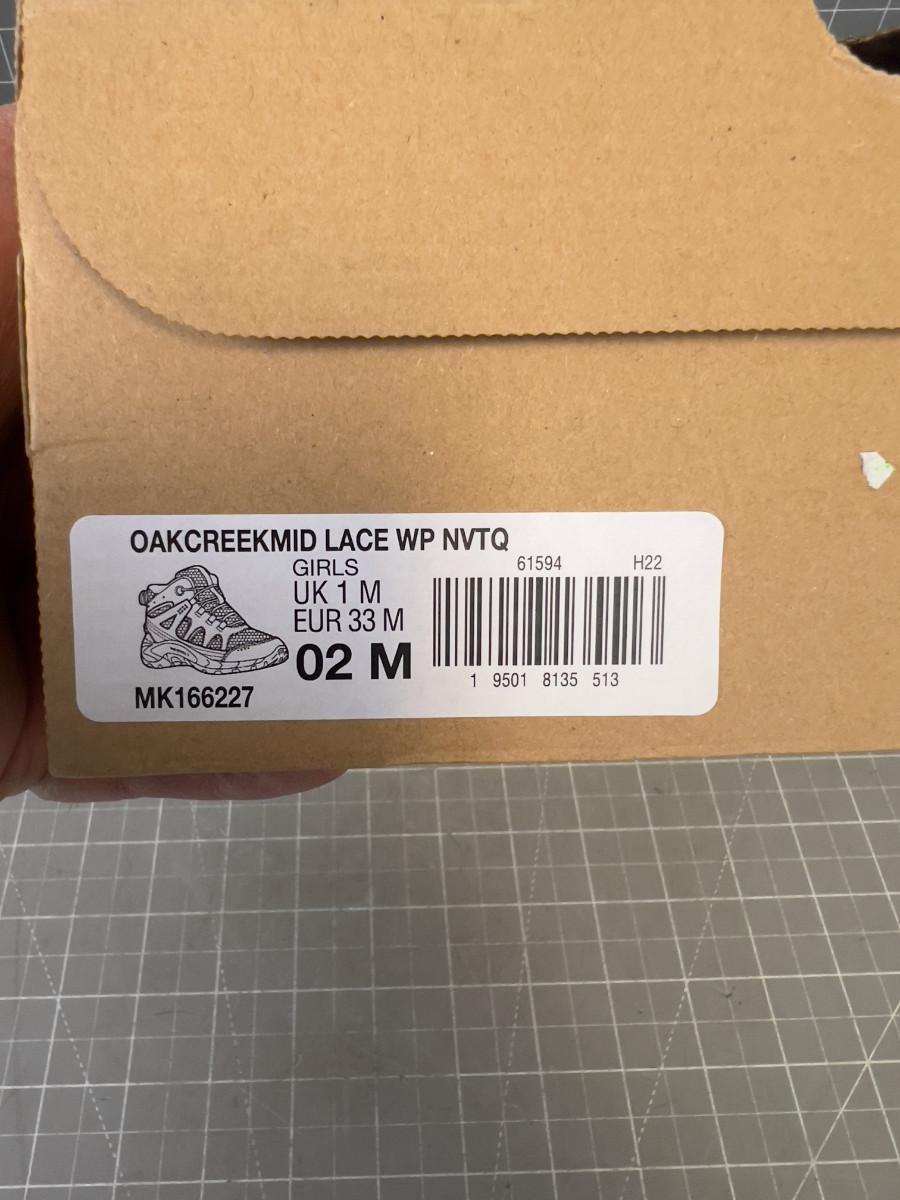 OAKCREEKMID LACE WP NVTQ
GIRLS
UK 1 M
EUR 33 M
02 M
MK166227
61594 H22
1 9501 8135 513